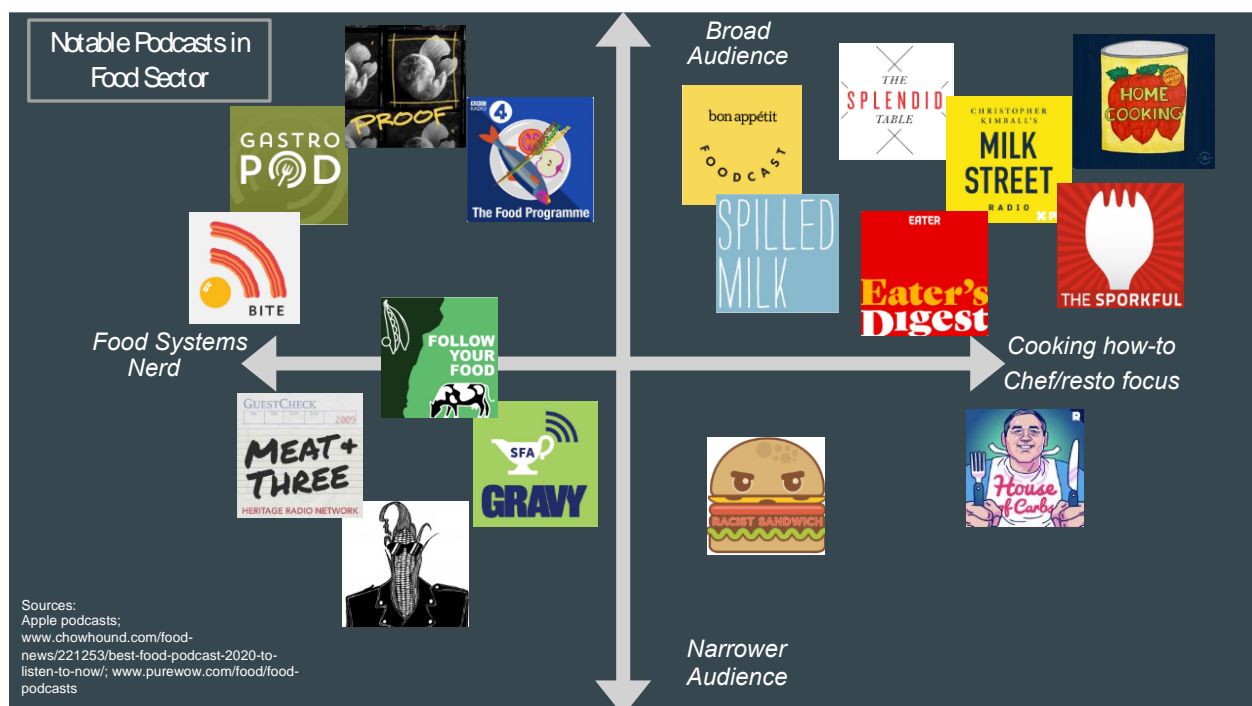 Notable Podcasts in
Food Sector
Broad
Audience
PROOF
GASTRO
POD
BBC
RADIO
4
The Food Programme
BITE
bon appétit
FOODCAST
THE
SPLENDID
TABLE
CHRISTOPHER
KIMBALL'S
MILK
STREET
RADIO
HOME
COOKING
SPILLED
MILK
EATER
Eater's
Digest
THE SPORKFUL
Food Systems
Nerd
FOLLOW
YOUR
FOOD
Cooking how-to
Chef/resto focus
GUESTCHECK
2009
MEAT +
THREE
HERITAGE RADIO NETWORK
SFA
GRAVY
RACIST SANDWICH
R
House
of Carbs
Sources:
Apple podcasts;
www.chowhound.com/food-
news/221253/best-food-podcast-2020-to-
listen-to-now/; www.purewow.com/food/food-
podcasts
Narrower
Audience